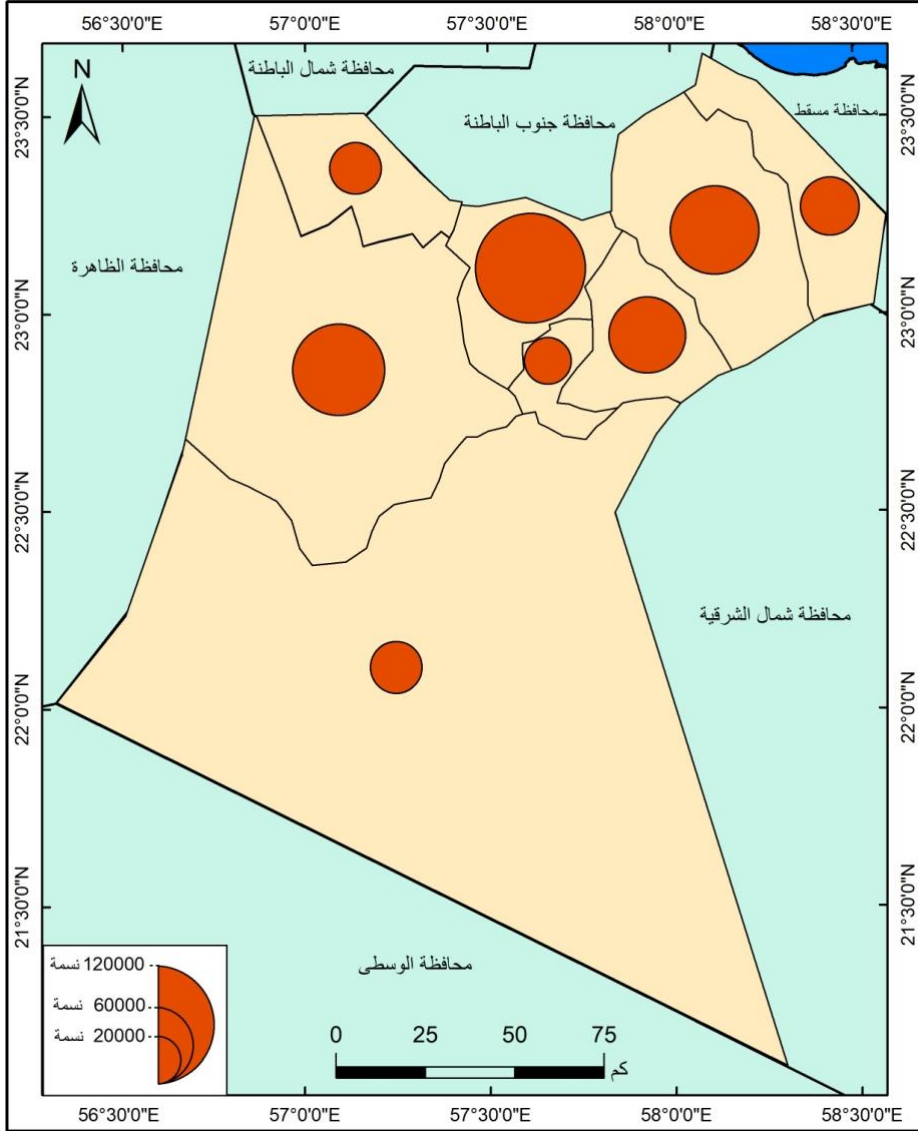 56°30'0"E 57°0'0"E 57°30'0"E 58°0'0"E 58°30'0"E
N
محافظة شمال الباطنة
محافظة جنوب الباطنة
محافظة مسقط
محافظة الظاهرة
محافظة شمال الشرقية
محافظة الوسطى
23°30'0"N
23°0'0"N
22°30'0"N
22°0'0"N
21°30'0"N
23°30'0"N
23°0'0"N
22°30'0"N
22°0'0"N
21°30'0"N
120000 نسمة
60000 نسمة
20000 نسمة
0 25 50 75
كم
56°30'0"E 57°0'0"E 57°30'0"E 58°0'0"E 58°30'0"E